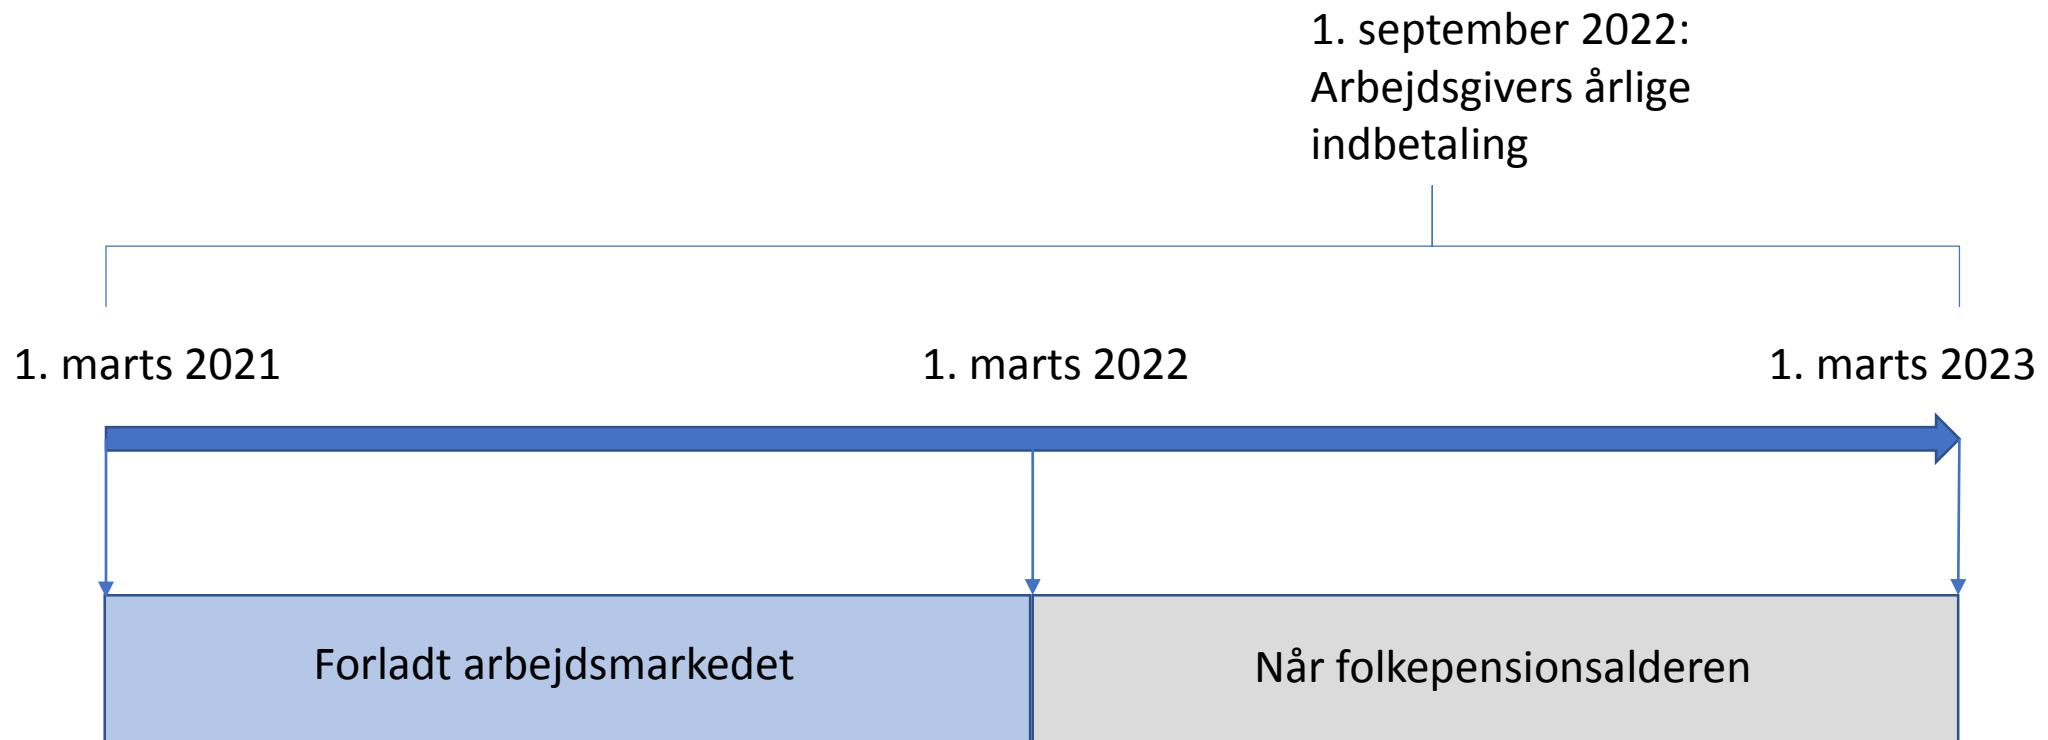 1. september 2022:
Arbejdsgivers årlige
indbetaling
1. marts 2021
1. marts 2022
1. marts 2023
Forladt arbejdsmarkedet
Når folkepensionsalderen